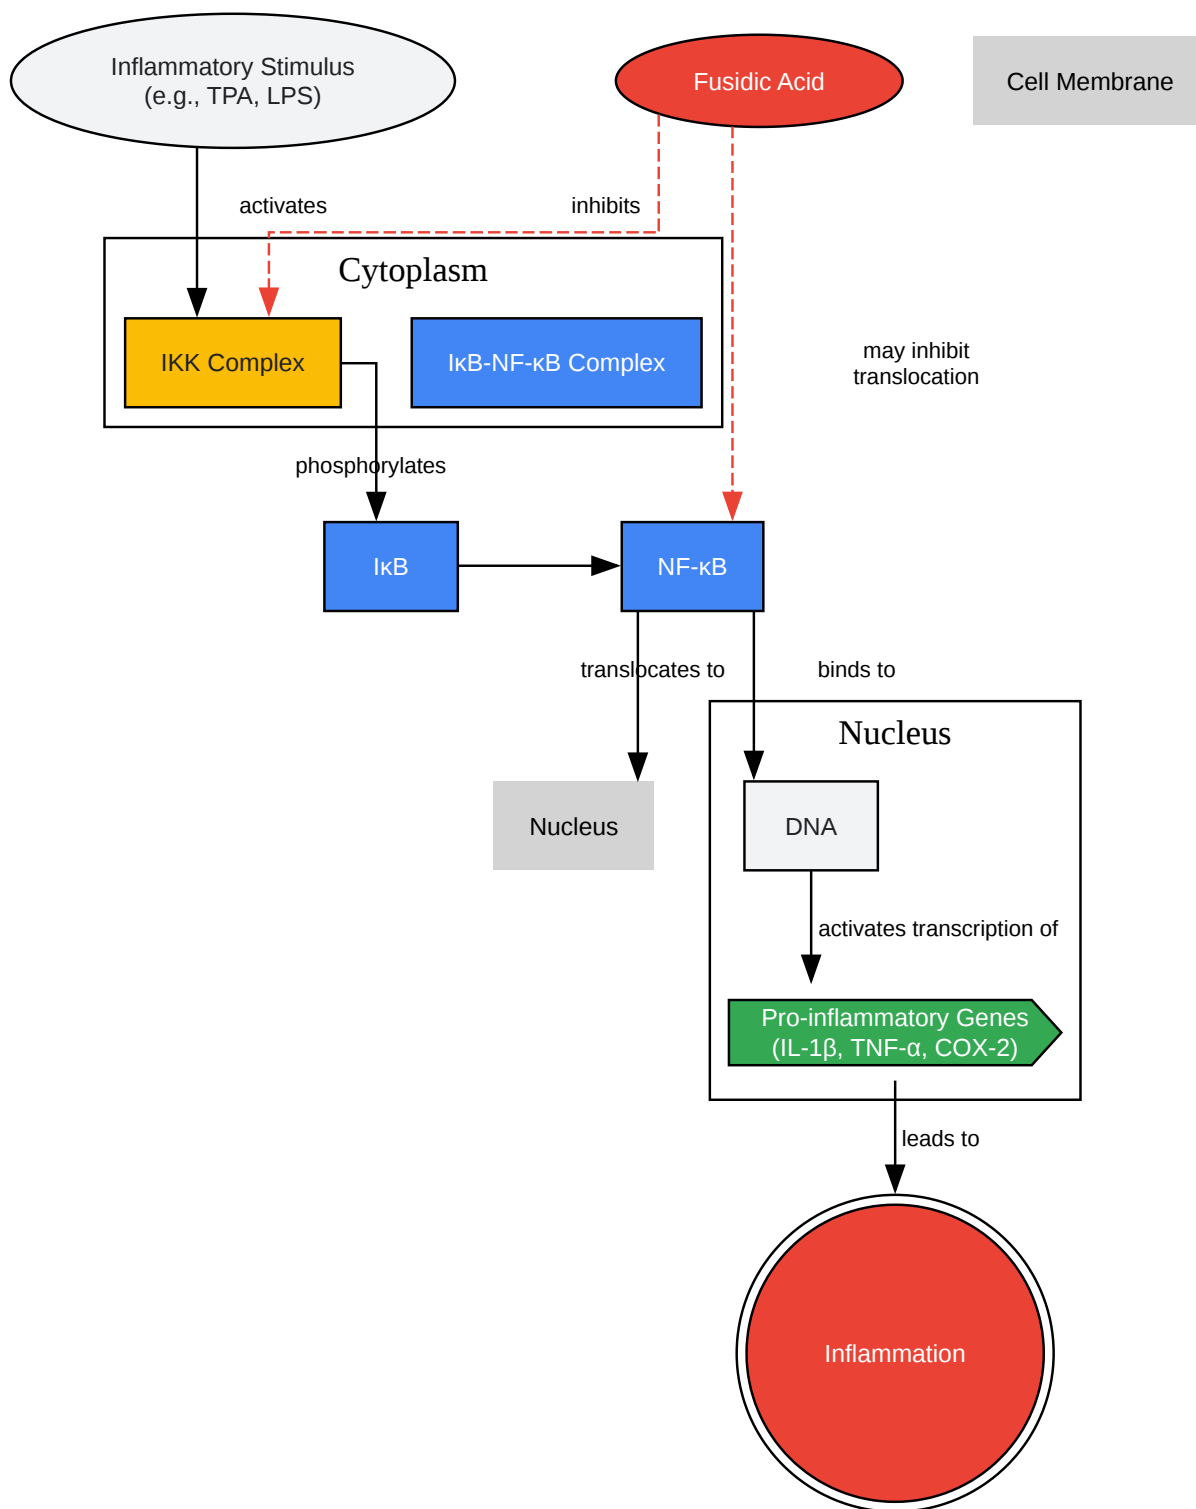 Inflammatory Stimulus
(e.g., TPA, LPS)
Fusidic Acid
Cell Membrane
activates
inhibits
Cytoplasm
IKK Complex
IκB-NF-κB Complex
may inhibit
translocation
phosphorylates
IκB
NF-κB
translocates to
binds to
Nucleus
Nucleus
DNA
activates transcription of
Pro-inflammatory Genes
(IL-1β, TNF-α, COX-2)
leads to
Inflammation